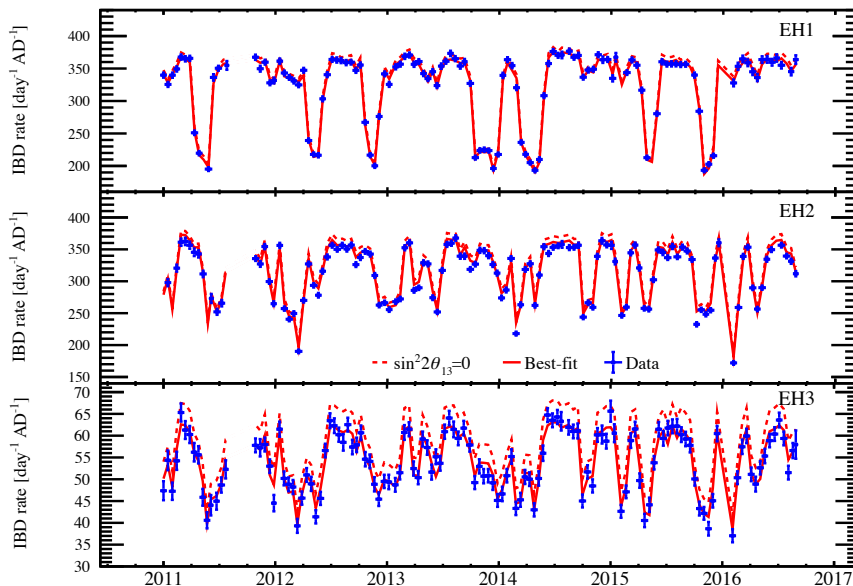 EH1
400
350
300
250
200
IBD rate [day⁻¹ AD⁻¹]
EH2
400
350
300
250
200
150
IBD rate [day⁻¹ AD⁻¹]
sin²2θ₁₃=0 Best-fit Data
EH3
70
65
60
55
50
45
40
35
30
IBD rate [day⁻¹ AD⁻¹]
2011 2012 2013 2014 2015 2016 2017